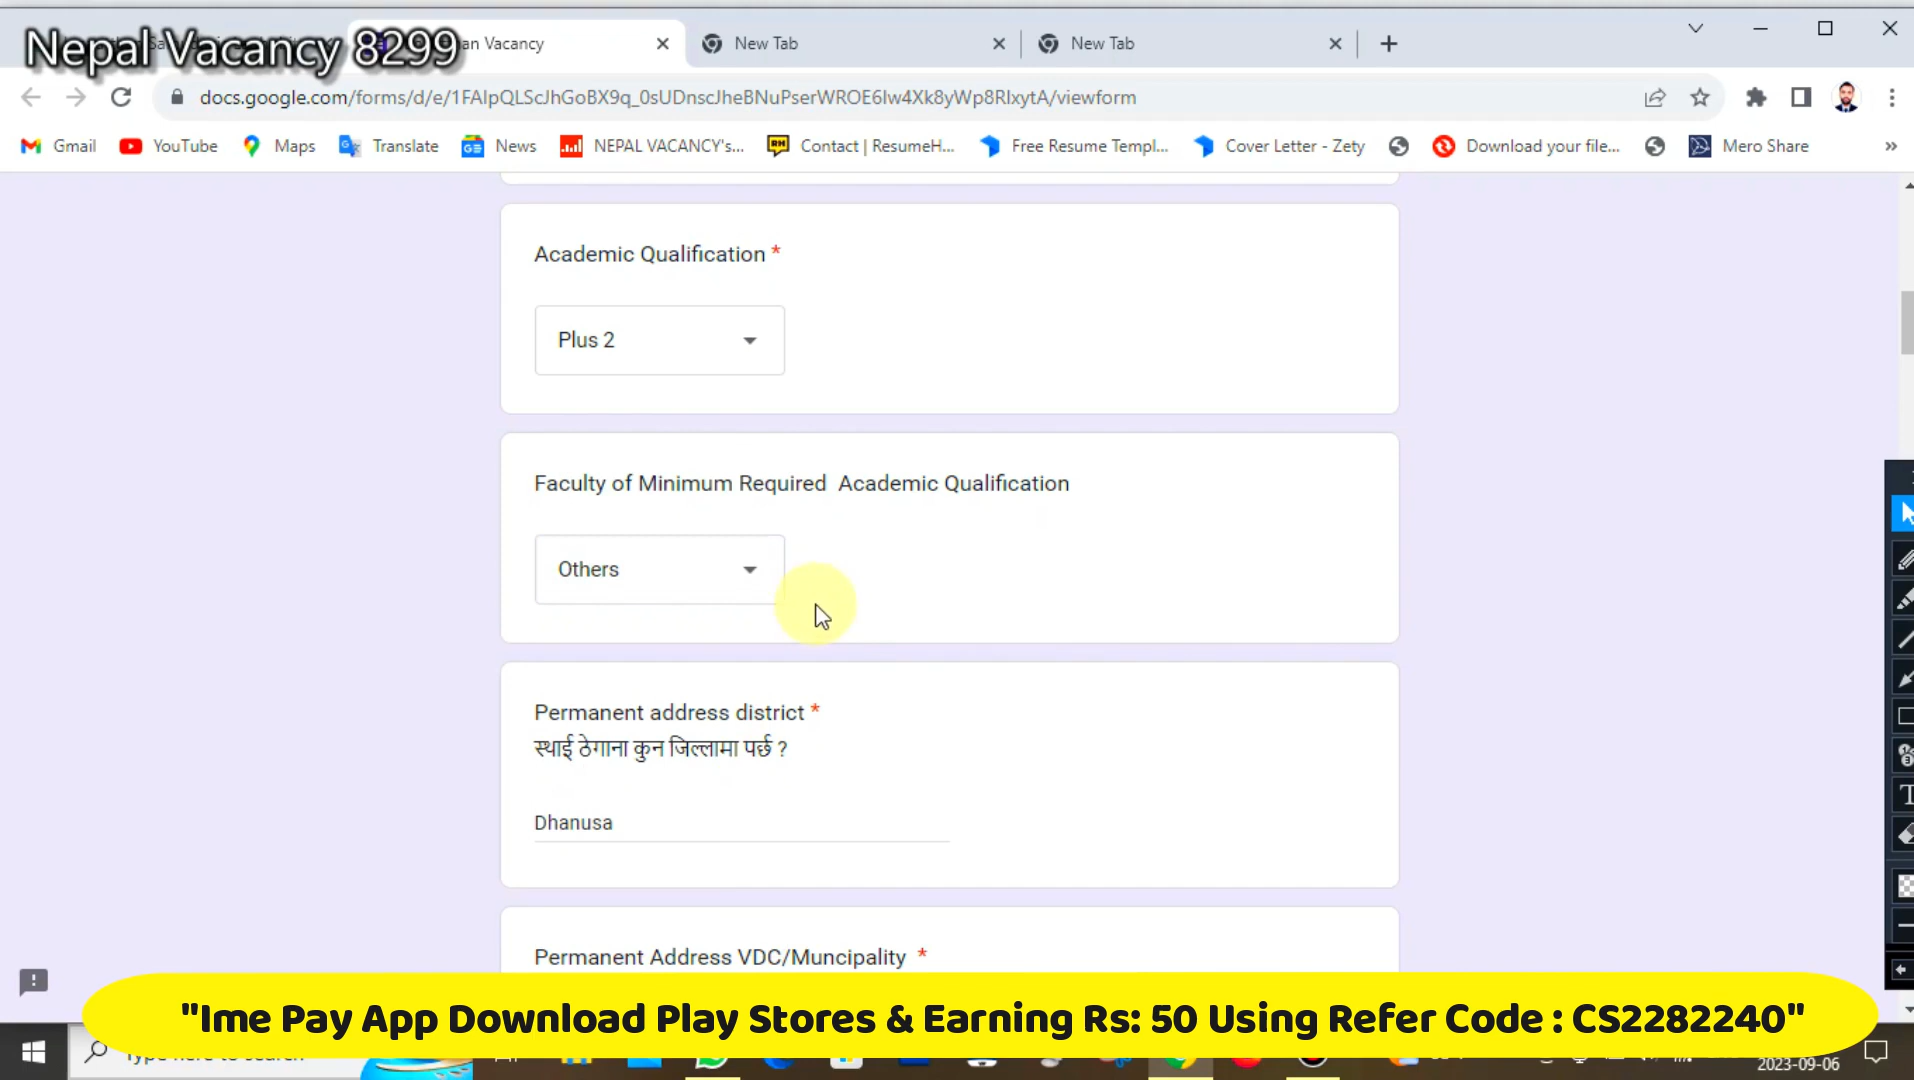 Nepal Vacancy 8299
an Vacancy
New Tab
New Tab
docs.google.com/forms/d/e/1FAIpQLScJhGoBX9q_0sUDnscJheBNuPserWROE6Iw4Xk8yWp8RIxytA/viewform
Gmail
YouTube
Maps
Translate
News
NEPAL VACANCY's...
Contact | ResumeH...
Free Resume Templ...
Cover Letter - Zety
Download your file...
Mero Share
»
Academic Qualification *
Plus 2
Faculty of Minimum Required Academic Qualification
Others
Permanent address district *
स्थाई ठेगाना कुन जिल्लामा पर्छ ?
Dhanusa
Permanent Address VDC/Muncipality *
"Ime Pay App Download Play Stores & Earning Rs: 50 Using Refer Code : CS2282240"
2023-09-06